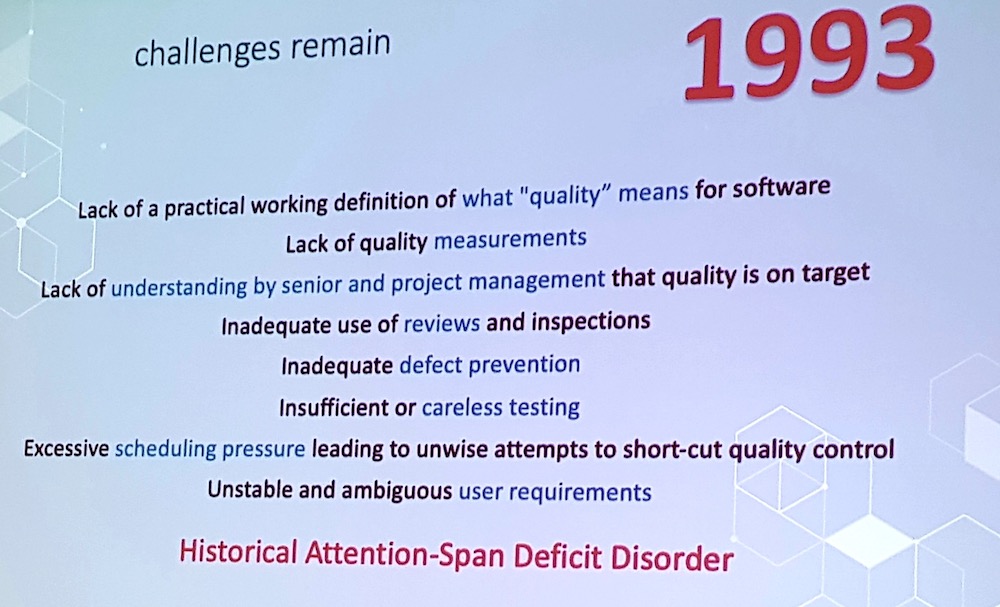 challenges remain
1993
Lack of a practical working definition of what "quality” means for software
Lack of quality measurements
Lack of understanding by senior and project management that quality is on target
Inadequate use of reviews and inspections
Inadequate defect prevention
Insufficient or careless testing
Excessive scheduling pressure leading to unwise attempts to short-cut quality control
Unstable and ambiguous user requirements
Historical Attention-Span Deficit Disorder